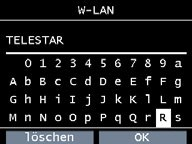 W-LAN
TELESTAR
0 1 2 3 4 5 6 7 8 9 a
A b B c C d D e E f F g
G h H i I j J k K l L m
M n N o O p P q Q r R s
löschen OK